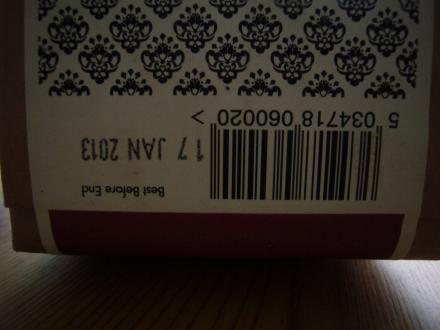 Best Before End
17 JAN 2013
5 034718 060020 >